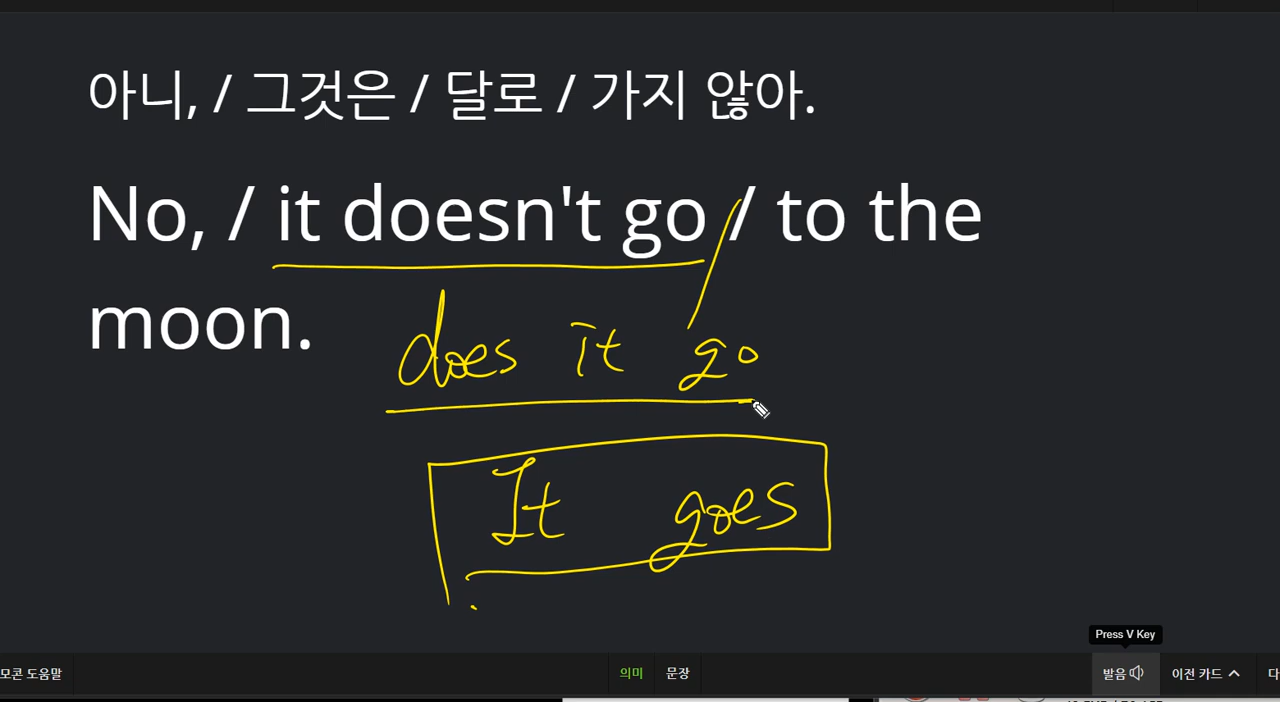 아니, / 그것은 / 달로 / 가지 않아.
No, / it doesn't go / to the
moon.
does it go
It goes
Press V Key
모콘 도움말
의미
문장
발음
이전 카드
다